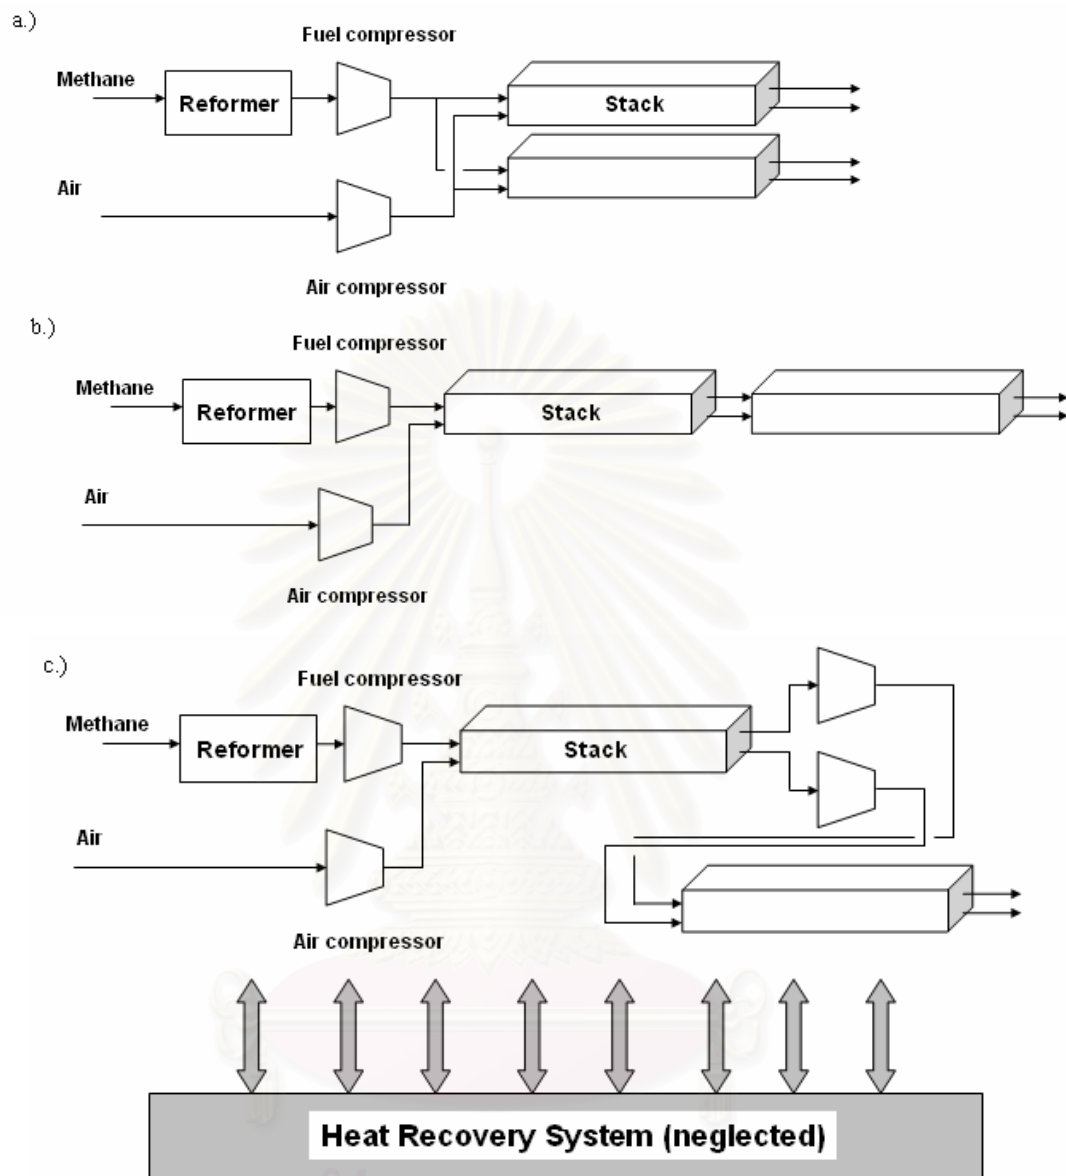 a.)
Fuel compressor
Methane
Reformer
Stack
Air
Air compressor
b.)
Fuel compressor
Methane
Reformer
Stack
Air
Air compressor
c.)
Fuel compressor
Methane
Reformer
Stack
Air
Air compressor
Heat Recovery System (neglected)